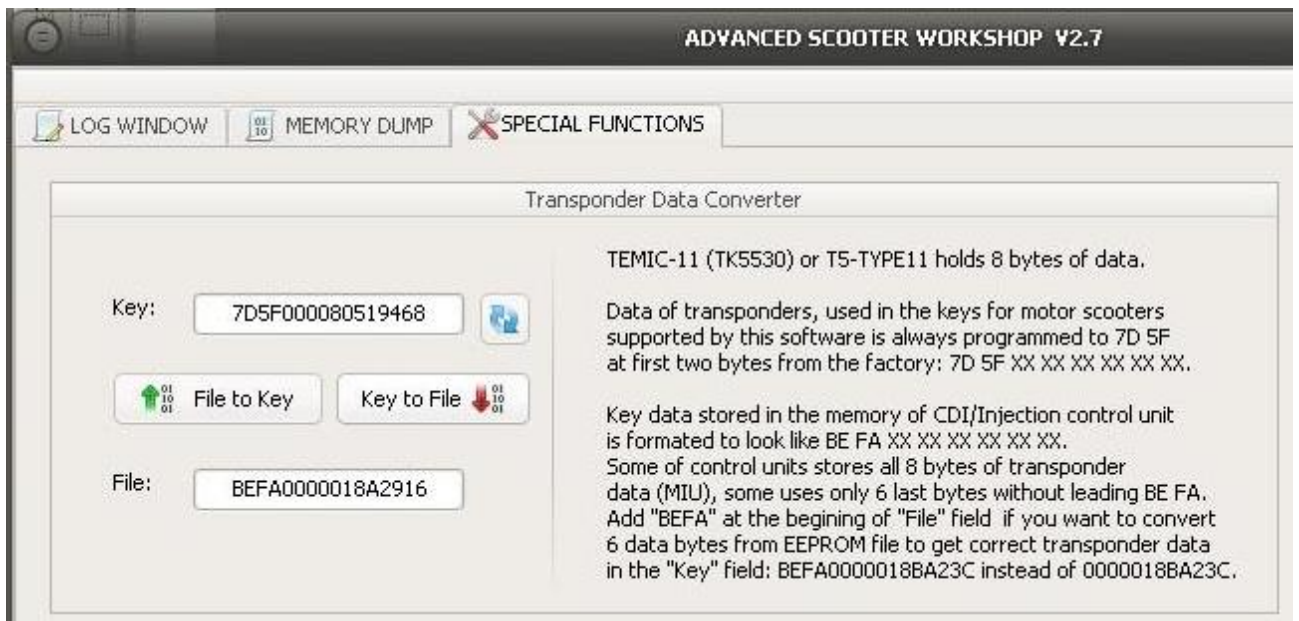 ADVANCED SCOOTER WORKSHOP V2.7
LOG WINDOW
MEMORY DUMP
SPECIAL FUNCTIONS
Transponder Data Converter
Key:
7D5F000080519468
File to Key
Key to File
File:
BEFA0000018A2916
TEMIC-11 (TK5530) or T5-TYPE11 holds 8 bytes of data.
Data of transponders, used in the keys for motor scooters
supported by this software is always programmed to 7D 5F
at first two bytes from the factory: 7D 5F XX XX XX XX XX XX.
Key data stored in the memory of CDI/Injection control unit
is formated to look like BE FA XX XX XX XX XX XX.
Some of control units stores all 8 bytes of transponder
data (MIU), some uses only 6 last bytes without leading BE FA.
Add "BEFA" at the begining of "File" field if you want to convert
6 data bytes from EEPROM file to get correct transponder data
in the "Key" field: BEFA0000018BA23C instead of 0000018BA23C.